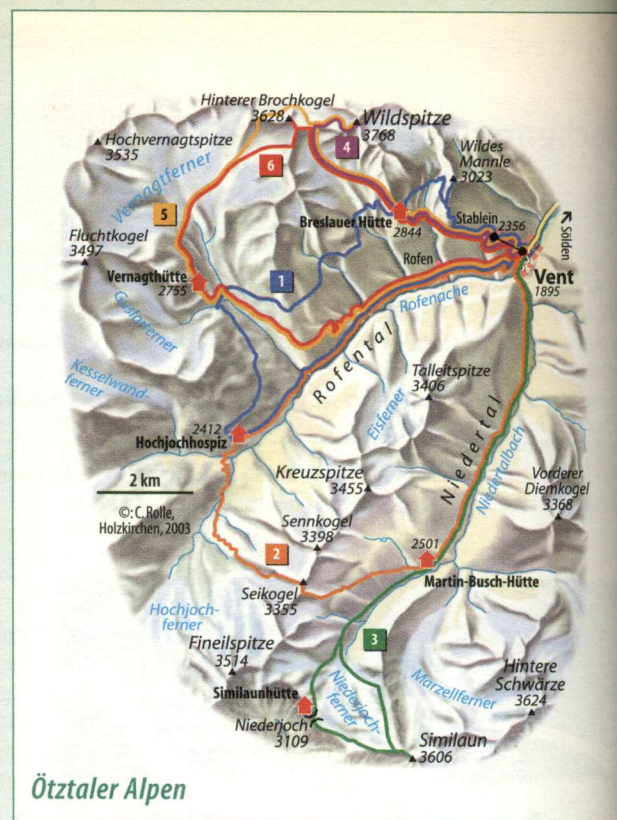 Hinterer Brochkogel
3628
Wildspitze
3768
Hochvernagtspitze
3535
4
6
Wildes
Mannle
3023
Vernagtferner
5
Breslauer Hütte
2844
Stablein
2356
Sölden
Fluchtkogel
3497
Rofen
Vent
1895
Vernagthütte
2755
1
Rofenache
Guslarferner
Rofental
Talleitspitze
3406
Kesselwand-
ferner
Eisferner
Niedertal
2412
Hochjochhospiz
Niedertalbach
2 km
Kreuzspitze
3455
Vorderer
Diemkogel
3368
©: C. Rolle,
Holzkirchen, 2003
Sennkogel
3398
2501
2
Martin-Busch-Hütte
Seikogel
3355
Hochjoch-
ferner
3
Fineilspitze
3514
Hintere
Schwärze
3624
Marzellferner
Similaunhütte
Niederjoch-
ferner
Niederjoch
3109
Similaun
3606
Ötztaler Alpen